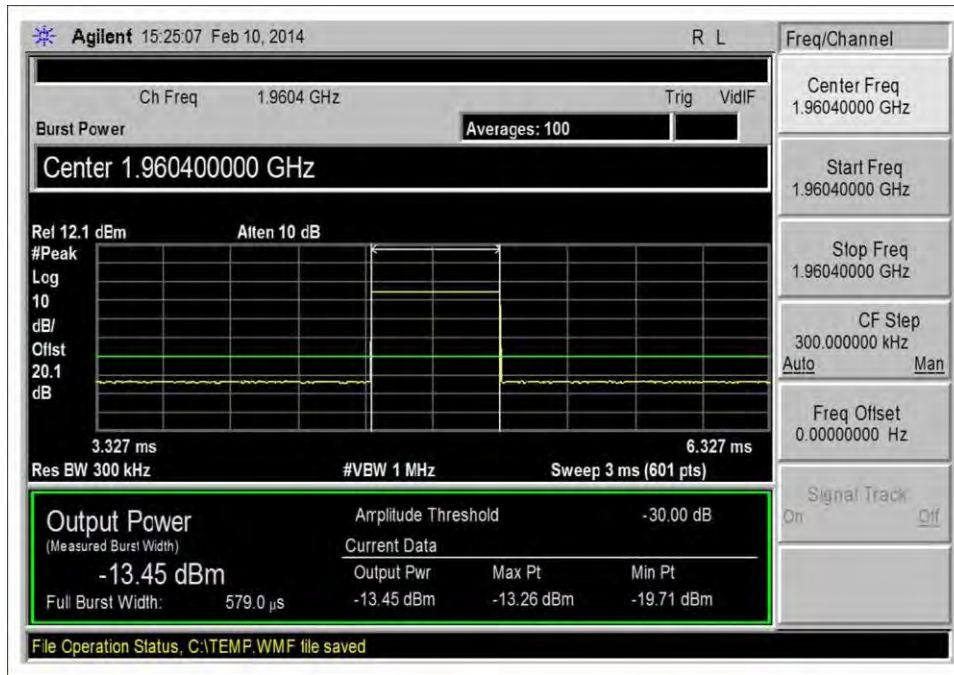 Agilent 15:25:07 Feb 10, 2014 R L
Freq/Channel
Ch Freq 1.9604 GHz Trig VidIF
Burst Power Averages: 100
Center 1.960400000 GHz
Ref 12.1 dBm Atten 10 dB
#Peak
Log
10
dB/
Offst
20.1
dB
3.327 ms 6.327 ms
Res BW 300 kHz #VBW 1 MHz Sweep 3 ms (601 pts)
Output Power
(Measured Burst Width)
-13.45 dBm
Full Burst Width: 579.0 µs
Amplitude Threshold -30.00 dB
Current Data
Output Pwr Max Pt Min Pt
-13.45 dBm -13.26 dBm -19.71 dBm
File Operation Status, C:\TEMP.WMF file saved
Center Freq
1.96040000 GHz
Start Freq
1.96040000 GHz
Stop Freq
1.96040000 GHz
CF Step
300.000000 kHz
Auto Man
Freq Offset
0.00000000 Hz
Signal Track
On Off